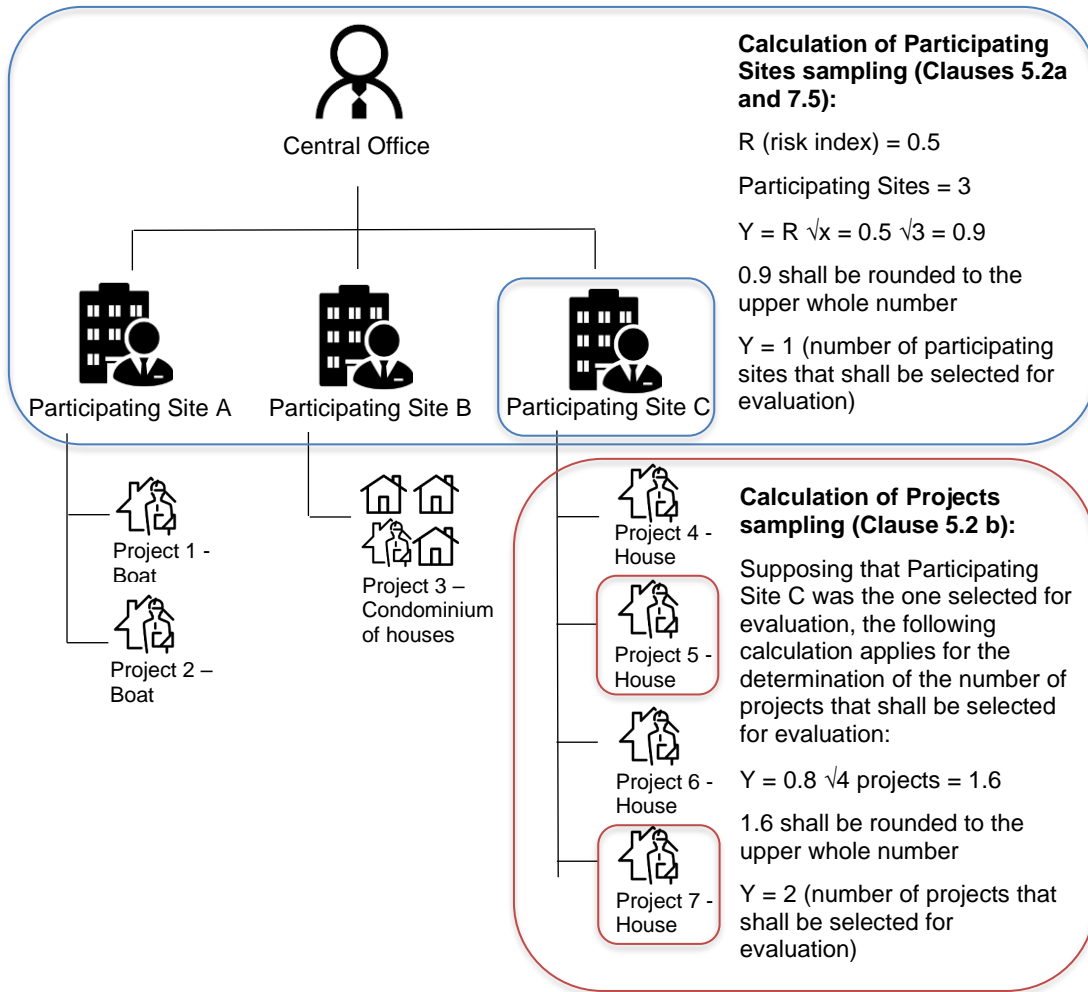 Central Office
Calculation of Participating
Sites sampling (Clauses 5.2a
and 7.5):
R (risk index) = 0.5
Participating Sites = 3
Y = R √x = 0.5 √3 = 0.9
0.9 shall be rounded to the
upper whole number
Y = 1 (number of participating
sites that shall be selected for
evaluation)
Participating Site A
Participating Site B
Participating Site C
Project 1 -
Boat
Project 2 –
Boat
Project 3 –
Condominium
of houses
Project 4 -
House
Project 5 -
House
Project 6 -
House
Project 7 -
House
Calculation of Projects
sampling (Clause 5.2 b):
Supposing that Participating
Site C was the one selected for
evaluation, the following
calculation applies for the
determination of the number of
projects that shall be selected
for evaluation:
Y = 0.8 √4 projects = 1.6
1.6 shall be rounded to the
upper whole number
Y = 2 (number of projects that
shall be selected for
evaluation)